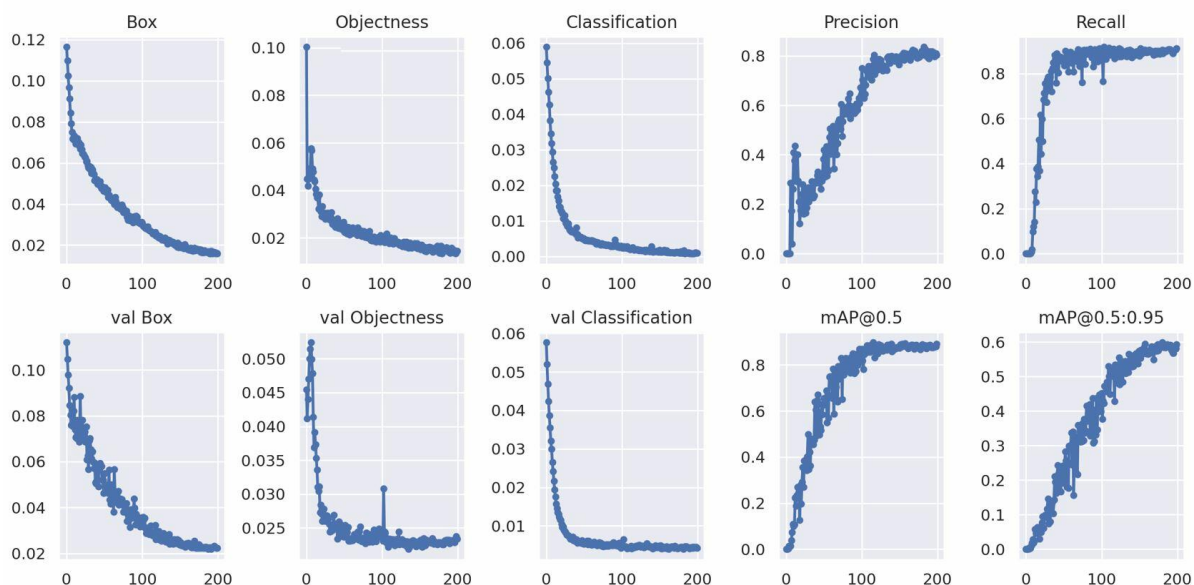 Box
0.12
0.10
0.08
0.06
0.04
0.02
0 100 200
Objectness
0.10
0.08
0.06
0.04
0.02
0 100 200
Classification
0.06
0.05
0.04
0.03
0.02
0.01
0.00
0 100 200
Precision
0.8
0.6
0.4
0.2
0.0
0 100 200
Recall
0.8
0.6
0.4
0.2
0.0
0 100 200
val Box
0.10
0.08
0.06
0.04
0.02
0 100 200
val Objectness
0.050
0.045
0.040
0.035
0.030
0.025
0 100 200
val Classification
0.06
0.05
0.04
0.03
0.02
0.01
0 100 200
mAP@0.5
0.8
0.6
0.4
0.2
0.0
0 100 200
mAP@0.5:0.95
0.6
0.5
0.4
0.3
0.2
0.1
0.0
0 100 200